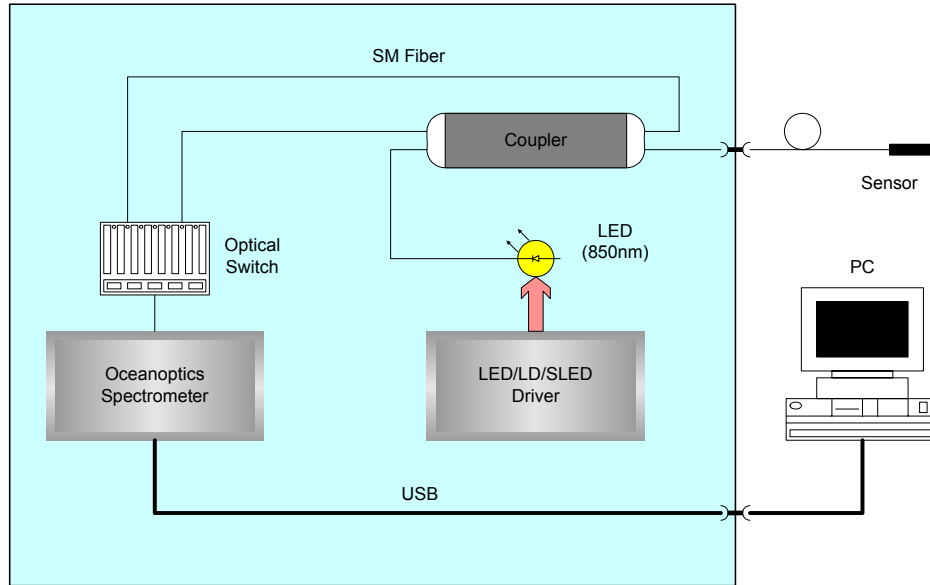 SM Fiber
Coupler
Sensor
Optical
Switch
LED
(850nm)
PC
Oceanoptics
Spectrometer
LED/LD/SLED
Driver
USB